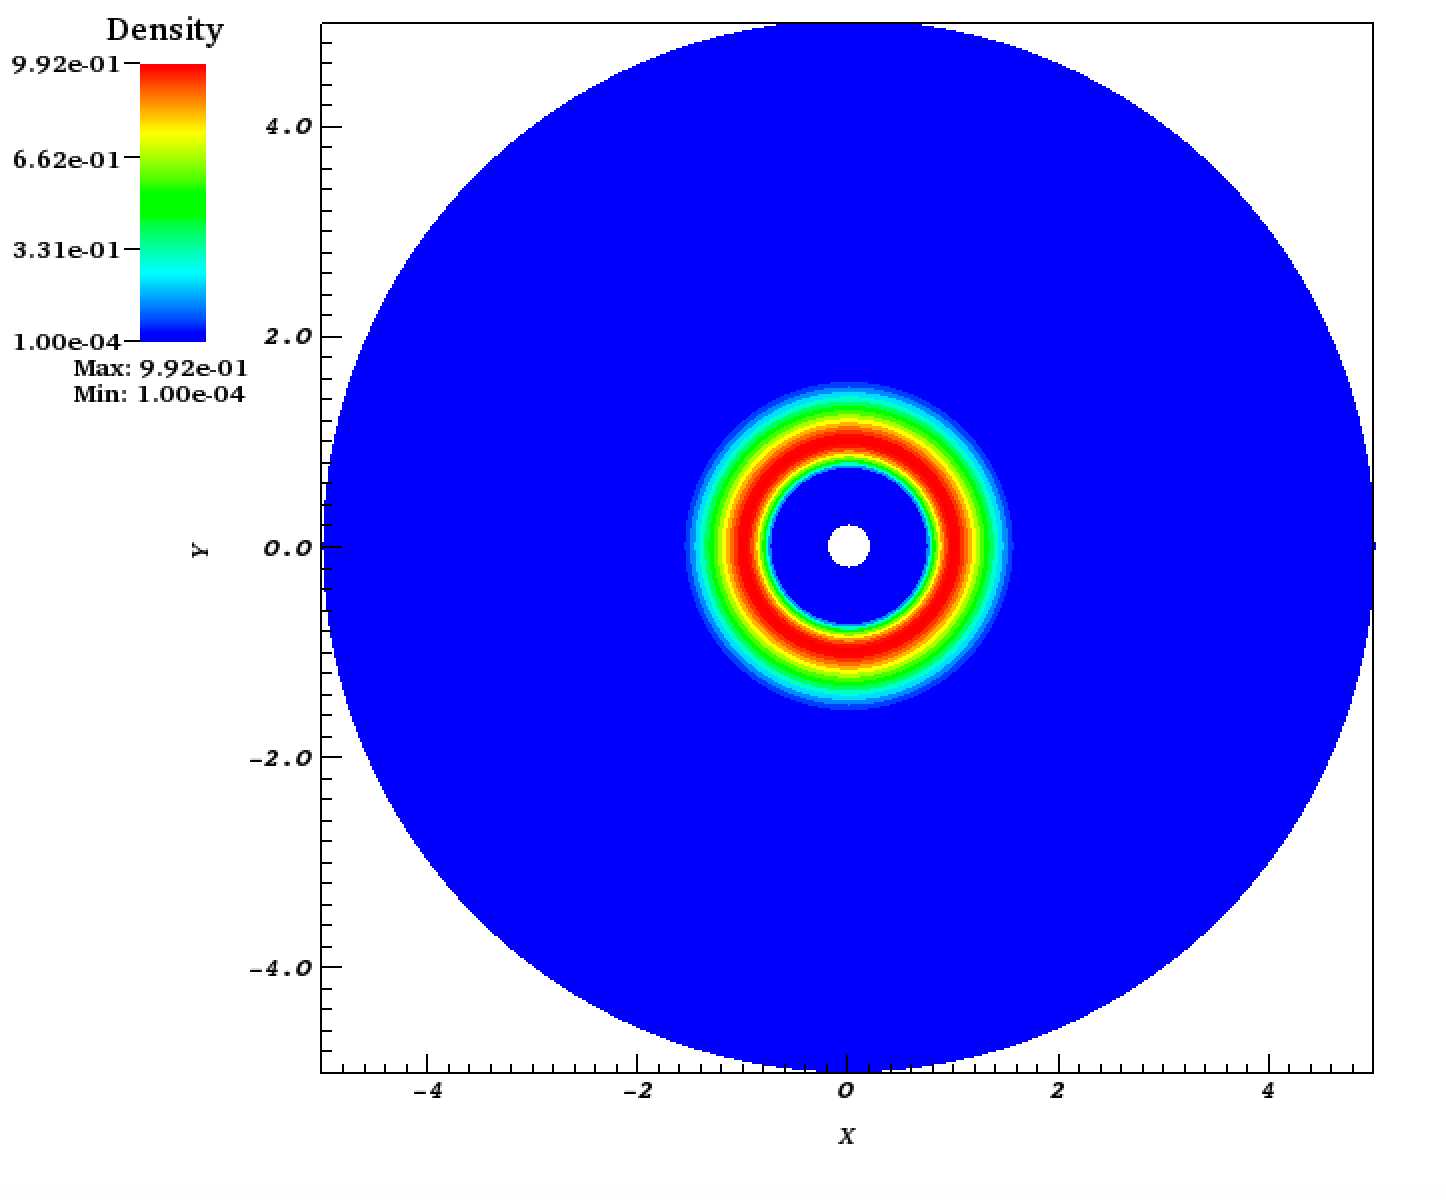 Density
9.92e-01
6.62e-01
3.31e-01
1.00e-04
Max: 9.92e-01
Min: 1.00e-04
4.0
2.0
0.0
-2.0
-4.0
Y
-4 -2 0 2 4
X